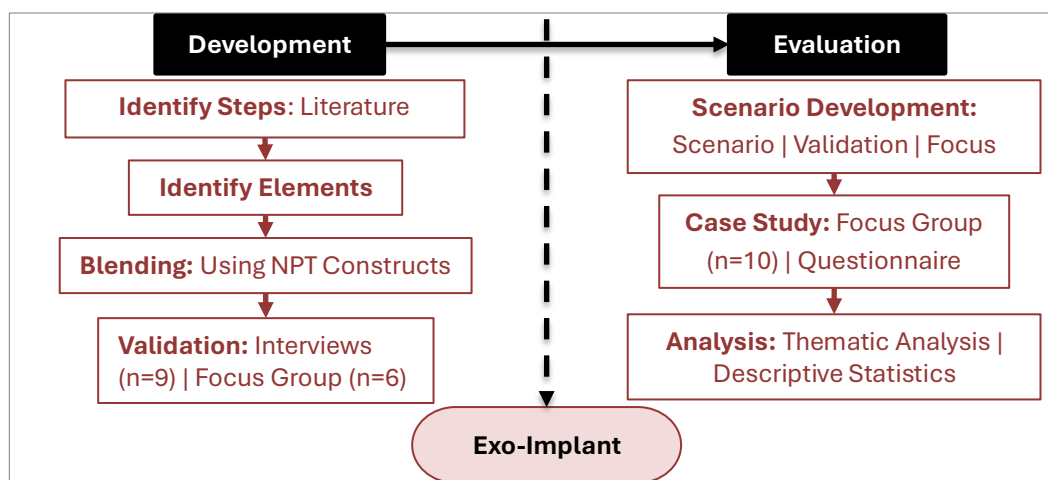 Development
Identify Steps: Literature
Identify Elements
Blending: Using NPT Constructs
Validation: Interviews
(n=9) | Focus Group (n=6)
Evaluation
Scenario Development:
Scenario | Validation | Focus
Case Study: Focus Group
(n=10) | Questionnaire
Analysis: Thematic Analysis |
Descriptive Statistics
Exo-Implant